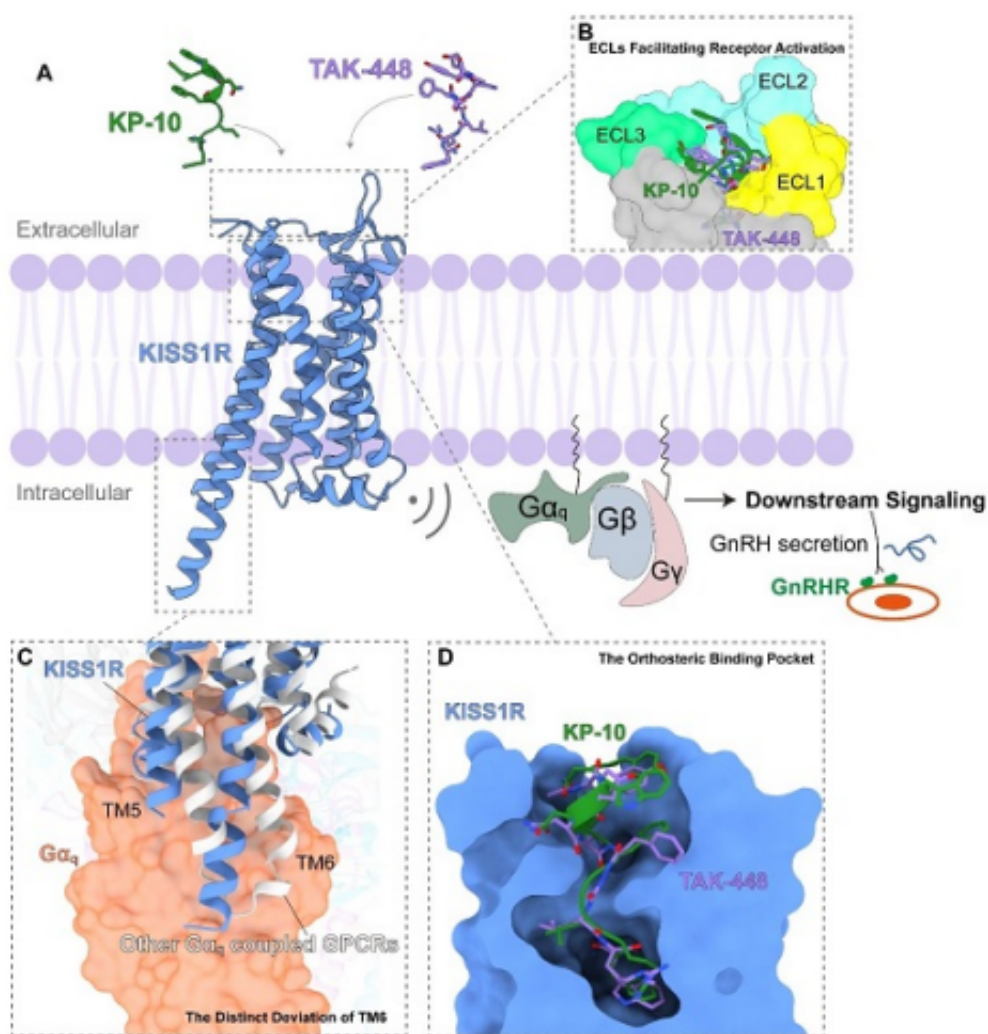 A
KP-10
TAK-448
B
ECLs Facilitating Receptor Activation
ECL2
ECL3
KP-10
ECL1
TAK-448
Extracellular
KISS1R
Intracellular
Gαq
Gβ
Gγ
Downstream Signaling
GnRH secretion
GnRHR
C
KISS1R
TM5
Gαq
TM6
Other Gαq coupled GPCRs
The Distinct Deviation of TM6
D
The Orthosteric Binding Pocket
KISS1R
KP-10
TAK-448